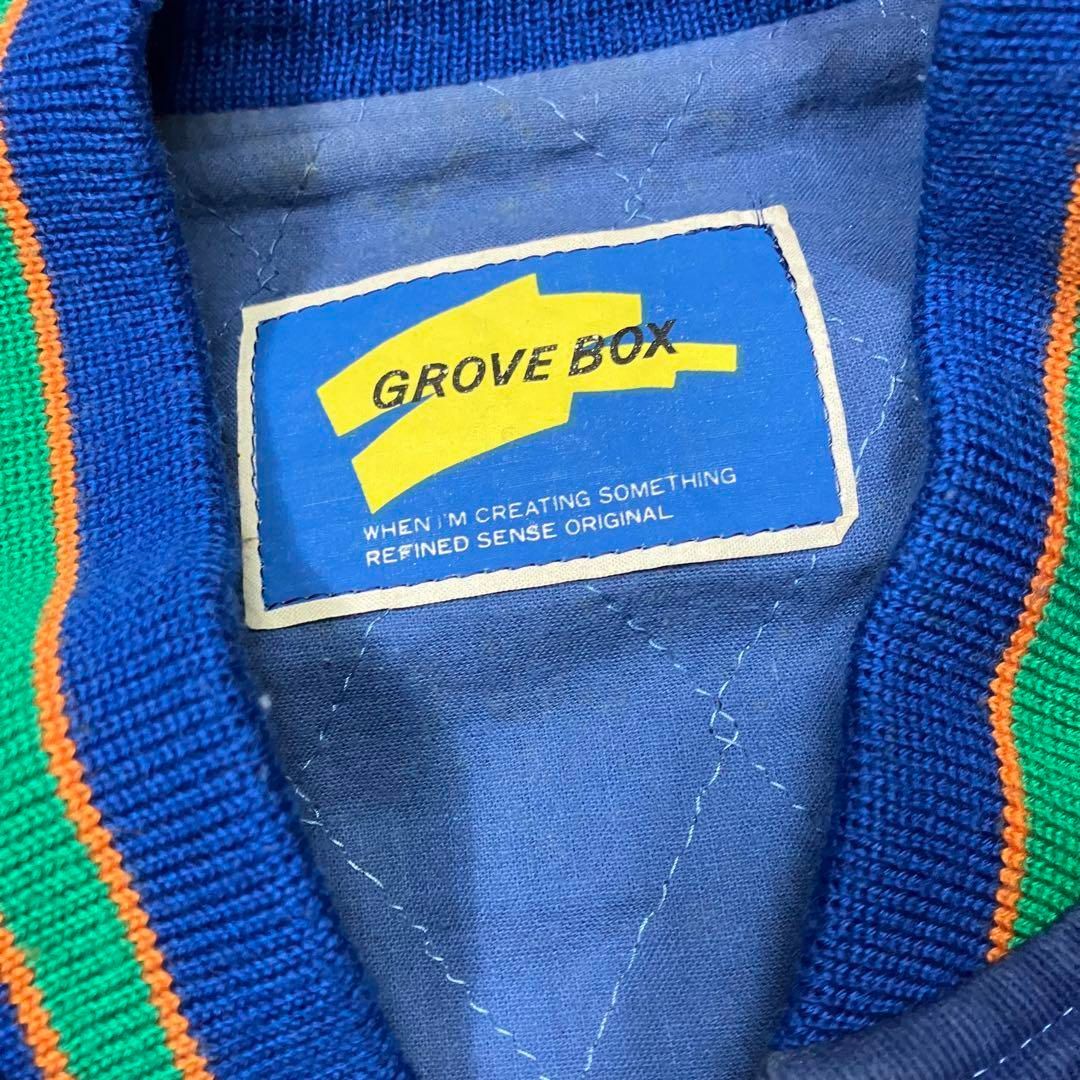 GROVE BOX
WHEN I'M CREATING SOMETHING
REFINED SENSE ORIGINAL